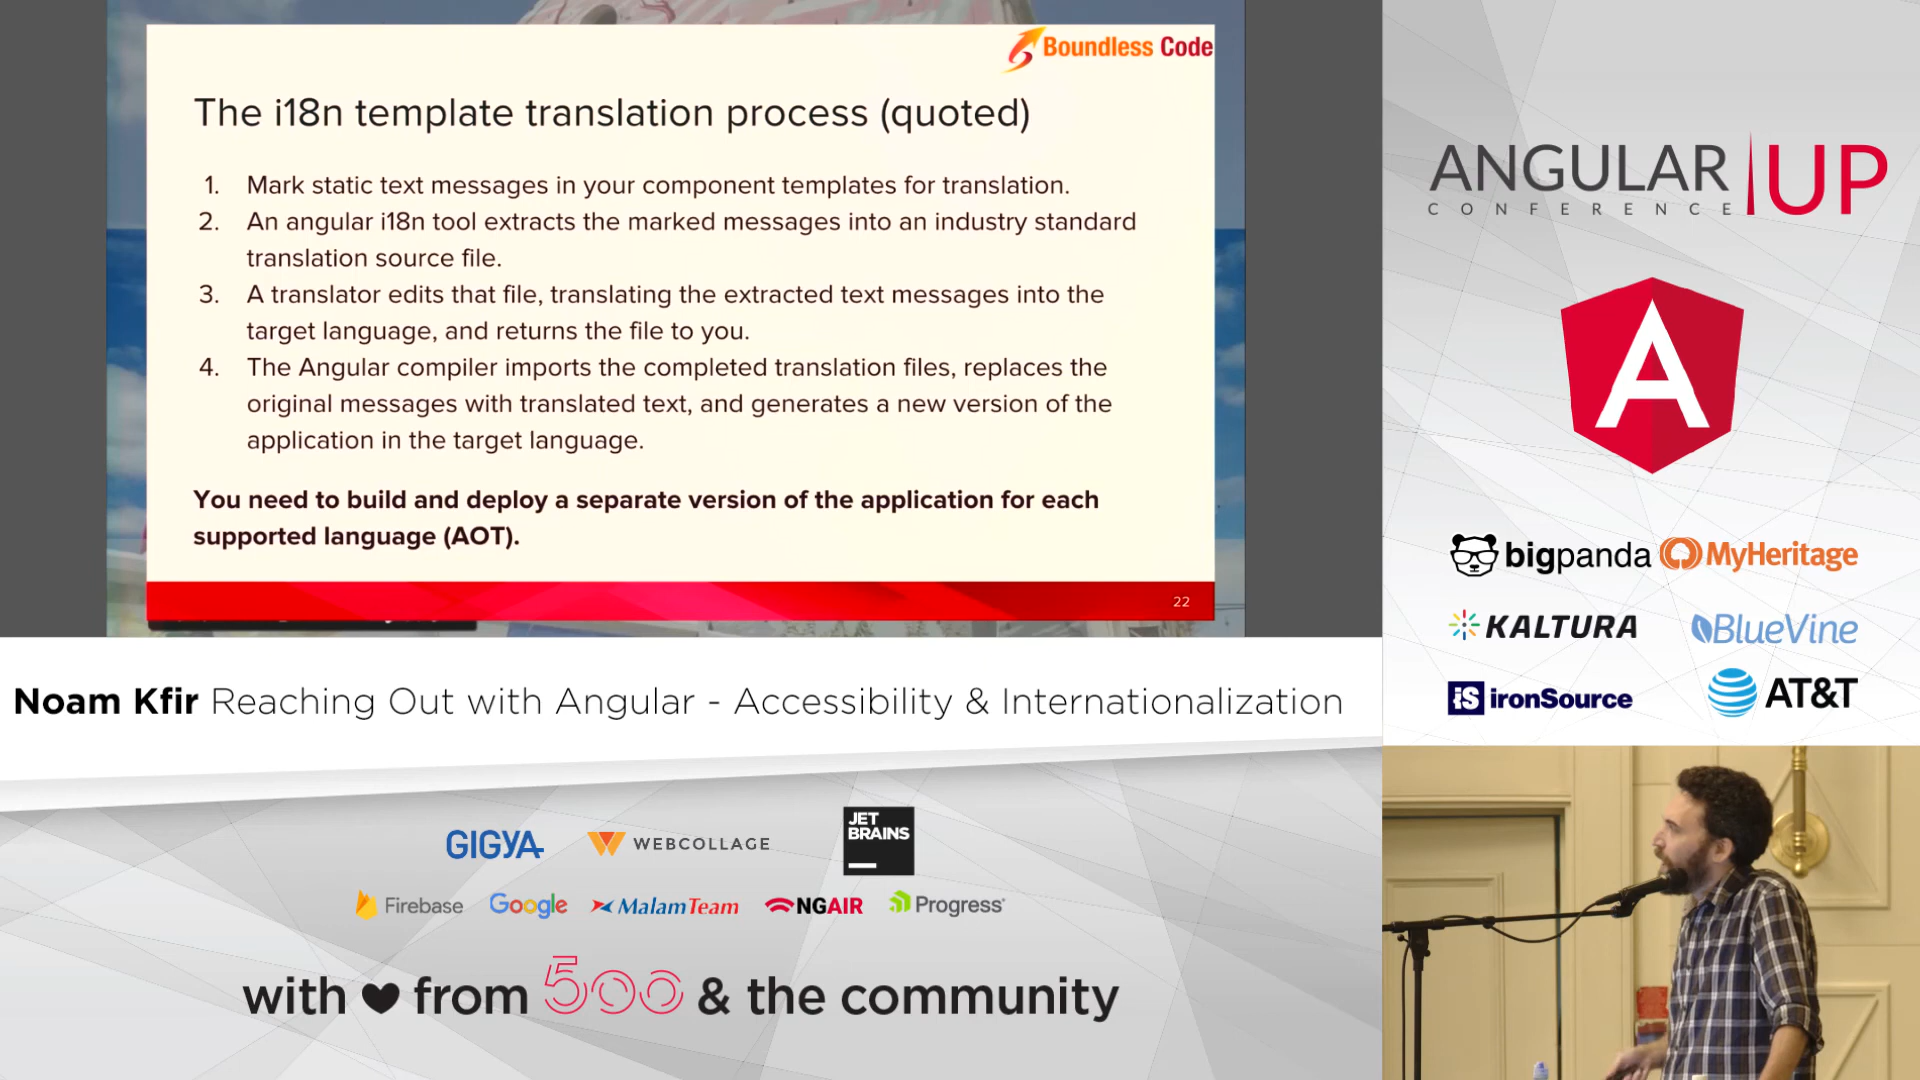 Boundless Code
The i18n template translation process (quoted)
1. Mark static text messages in your component templates for translation.
2. An angular i18n tool extracts the marked messages into an industry standard
translation source file.
3. A translator edits that file, translating the extracted text messages into the
target language, and returns the file to you.
4. The Angular compiler imports the completed translation files, replaces the
original messages with translated text, and generates a new version of the
application in the target language.
You need to build and deploy a separate version of the application for each
supported language (AOT).
22
Noam Kfir Reaching Out with Angular - Accessibility & Internationalization
GIGYA WEBCOLLAGE JET
BRAINS
Firebase Google MalamTeam NGAIR Progress
with from 500 & the community
ANGULAR UP
CONFERENCE
A
bigpanda MyHeritage
KALTURA BlueVine
iS ironSource AT&T